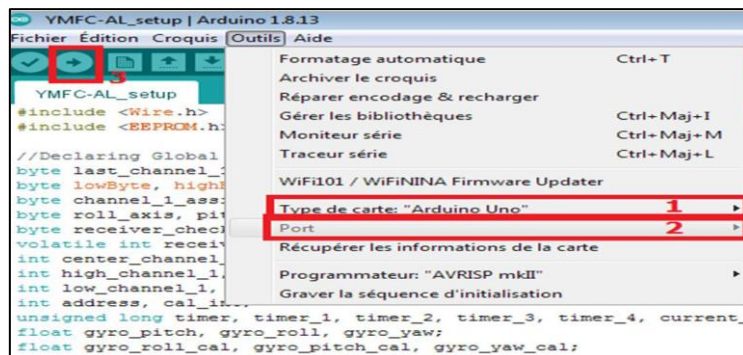 YMFC-AL_setup | Arduino 1.8.13
Fichier Édition Croquis Outils Aide
3
YMFC-AL_setup
Formatage automatique Ctrl+T
Archiver le croquis
Réparer encodage & recharger
Gérer les bibliothèques Ctrl+Maj+I
Moniteur série Ctrl+Maj+M
Traceur série Ctrl+Maj+L
WiFi101 / WiFiNINA Firmware Updater
Type de carte: "Arduino Uno" 1
Port 2
Récupérer les informations de la carte
Programmateur: "AVRISP mkII"
Graver la séquence d'initialisation
#include <Wire.h>
#include <EEPROM.h
//Declaring Global
byte last_channel_
byte lowByte, high
byte channel_1_ass
byte roll_axis, pi
byte receiver_chec
volatile int recei
int center_channel
int high_channel_1,
int low_channel_1,
int address, cal_in
unsigned long timer, timer_1, timer_2, timer_3, timer_4, current_
float gyro_pitch, gyro_roll, gyro_yaw;
float gyro_roll_cal, gyro_pitch_cal, gyro_yaw_cal;